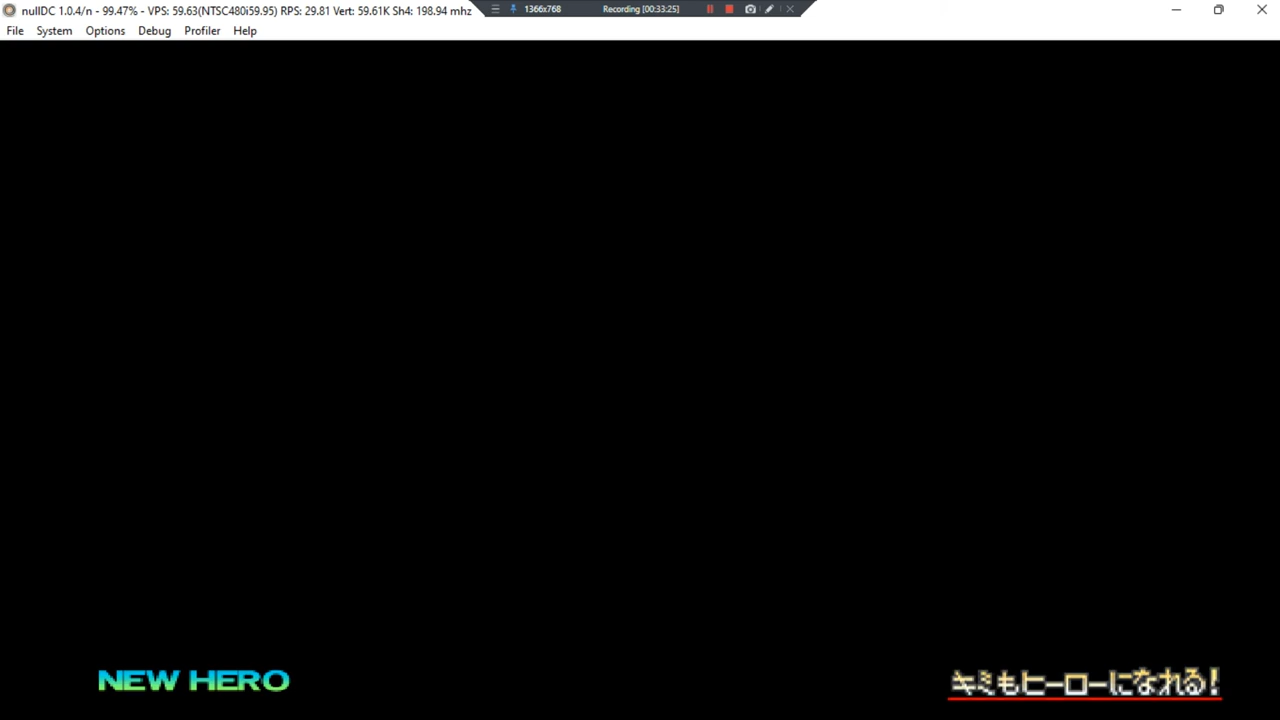 nullDC 1.0.4/n - 99.47% - VPS: 59.63(NTSC480i59.95) RPS: 29.81 Vert: 59.61K Sh4: 198.94 mhz
1366x768
Recording [00:33:25]
File System Options Debug Profiler Help
NEW HERO
キミもヒーローになれる!